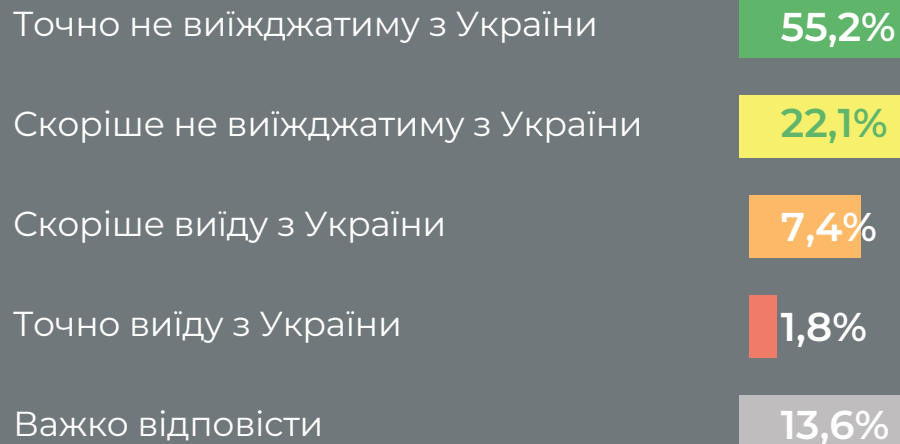 Точно не виїжджатиму з України 55,2%
Скоріше не виїжджатиму з України 22,1%
Скоріше виїду з України 7,4%
Точно виїду з України 1,8%
Важко відповісти 13,6%